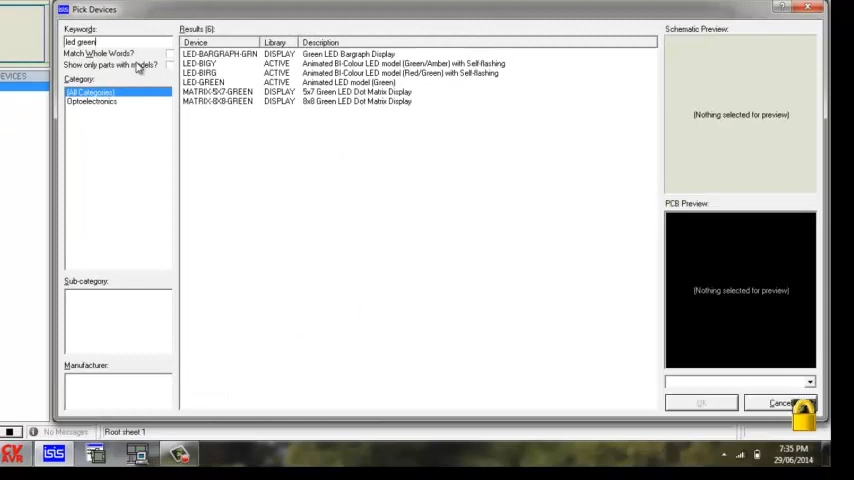 isis Pick Devices
Keywords:
led green
Match Whole Words?
Show only parts with models?
Category:
(All Categories)
Optoelectronics
Sub-category:
Manufacturer:
Results (6):
Device Library Description
LED-BARGRAPH-GRN DISPLAY Green LED Bargraph Display
LED-BIGY ACTIVE Animated BI-Colour LED model (Green/Amber) with Self-flashing
LED-BIRG ACTIVE Animated BI-Colour LED model (Red/Green) with Self-flashing
LED-GREEN ACTIVE Animated LED model (Green)
MATRIX-5X7-GREEN DISPLAY 5x7 Green LED Dot Matrix Display
MATRIX-8X8-GREEN DISPLAY 8x8 Green LED Dot Matrix Display
Schematic Preview:
(Nothing selected for preview)
PCB Preview:
(Nothing selected for preview)
OK Cancel
EVICES
No Messages Root sheet 1
CV AVR isis
7:35 PM
29/06/2014